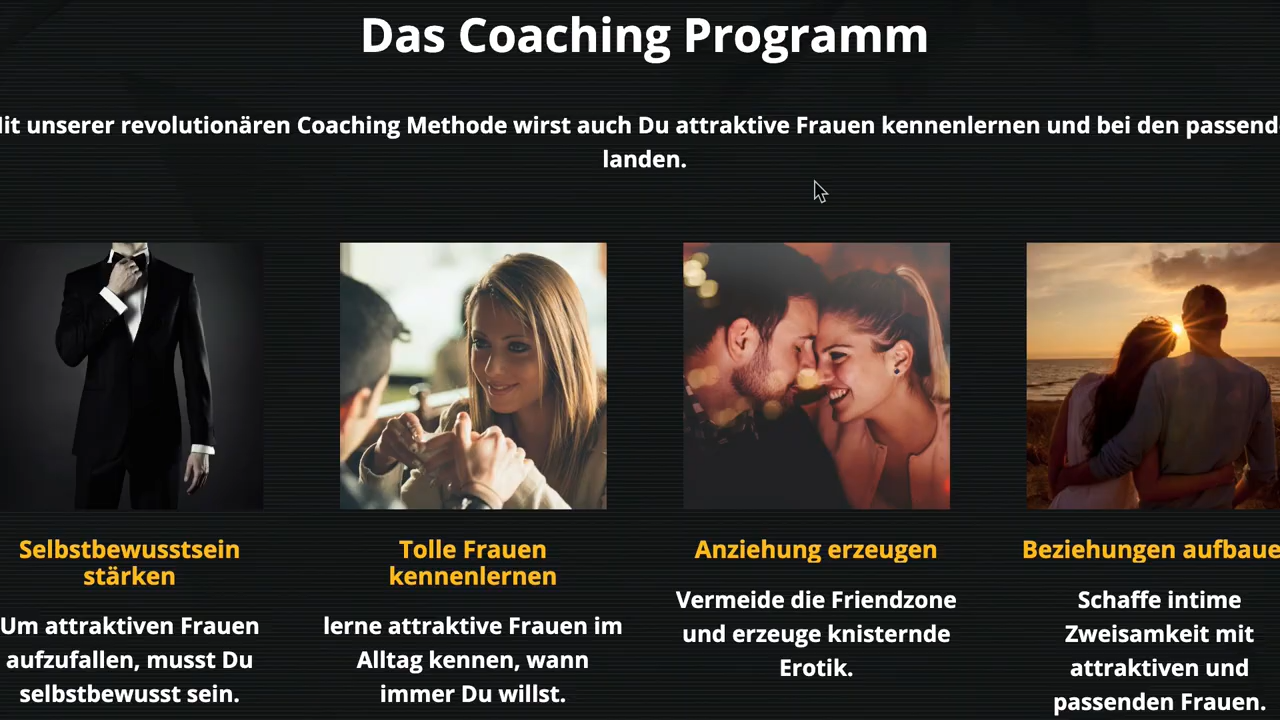 Das Coaching Programm
Mit unserer revolutionären Coaching Methode wirst auch Du attraktive Frauen kennenlernen und bei den passend
landen.
Selbstbewusstsein
stärken
Um attraktiven Frauen
aufzufallen, musst Du
selbstbewusst sein.
Tolle Frauen
kennenlernen
lerne attraktive Frauen im
Alltag kennen, wann
immer Du willst.
Anziehung erzeugen
Vermeide die Friendzone
und erzeuge knisternde
Erotik.
Beziehungen aufbaue
Schaffe intime
Zweisamkeit mit
attraktiven und
passenden Frauen.